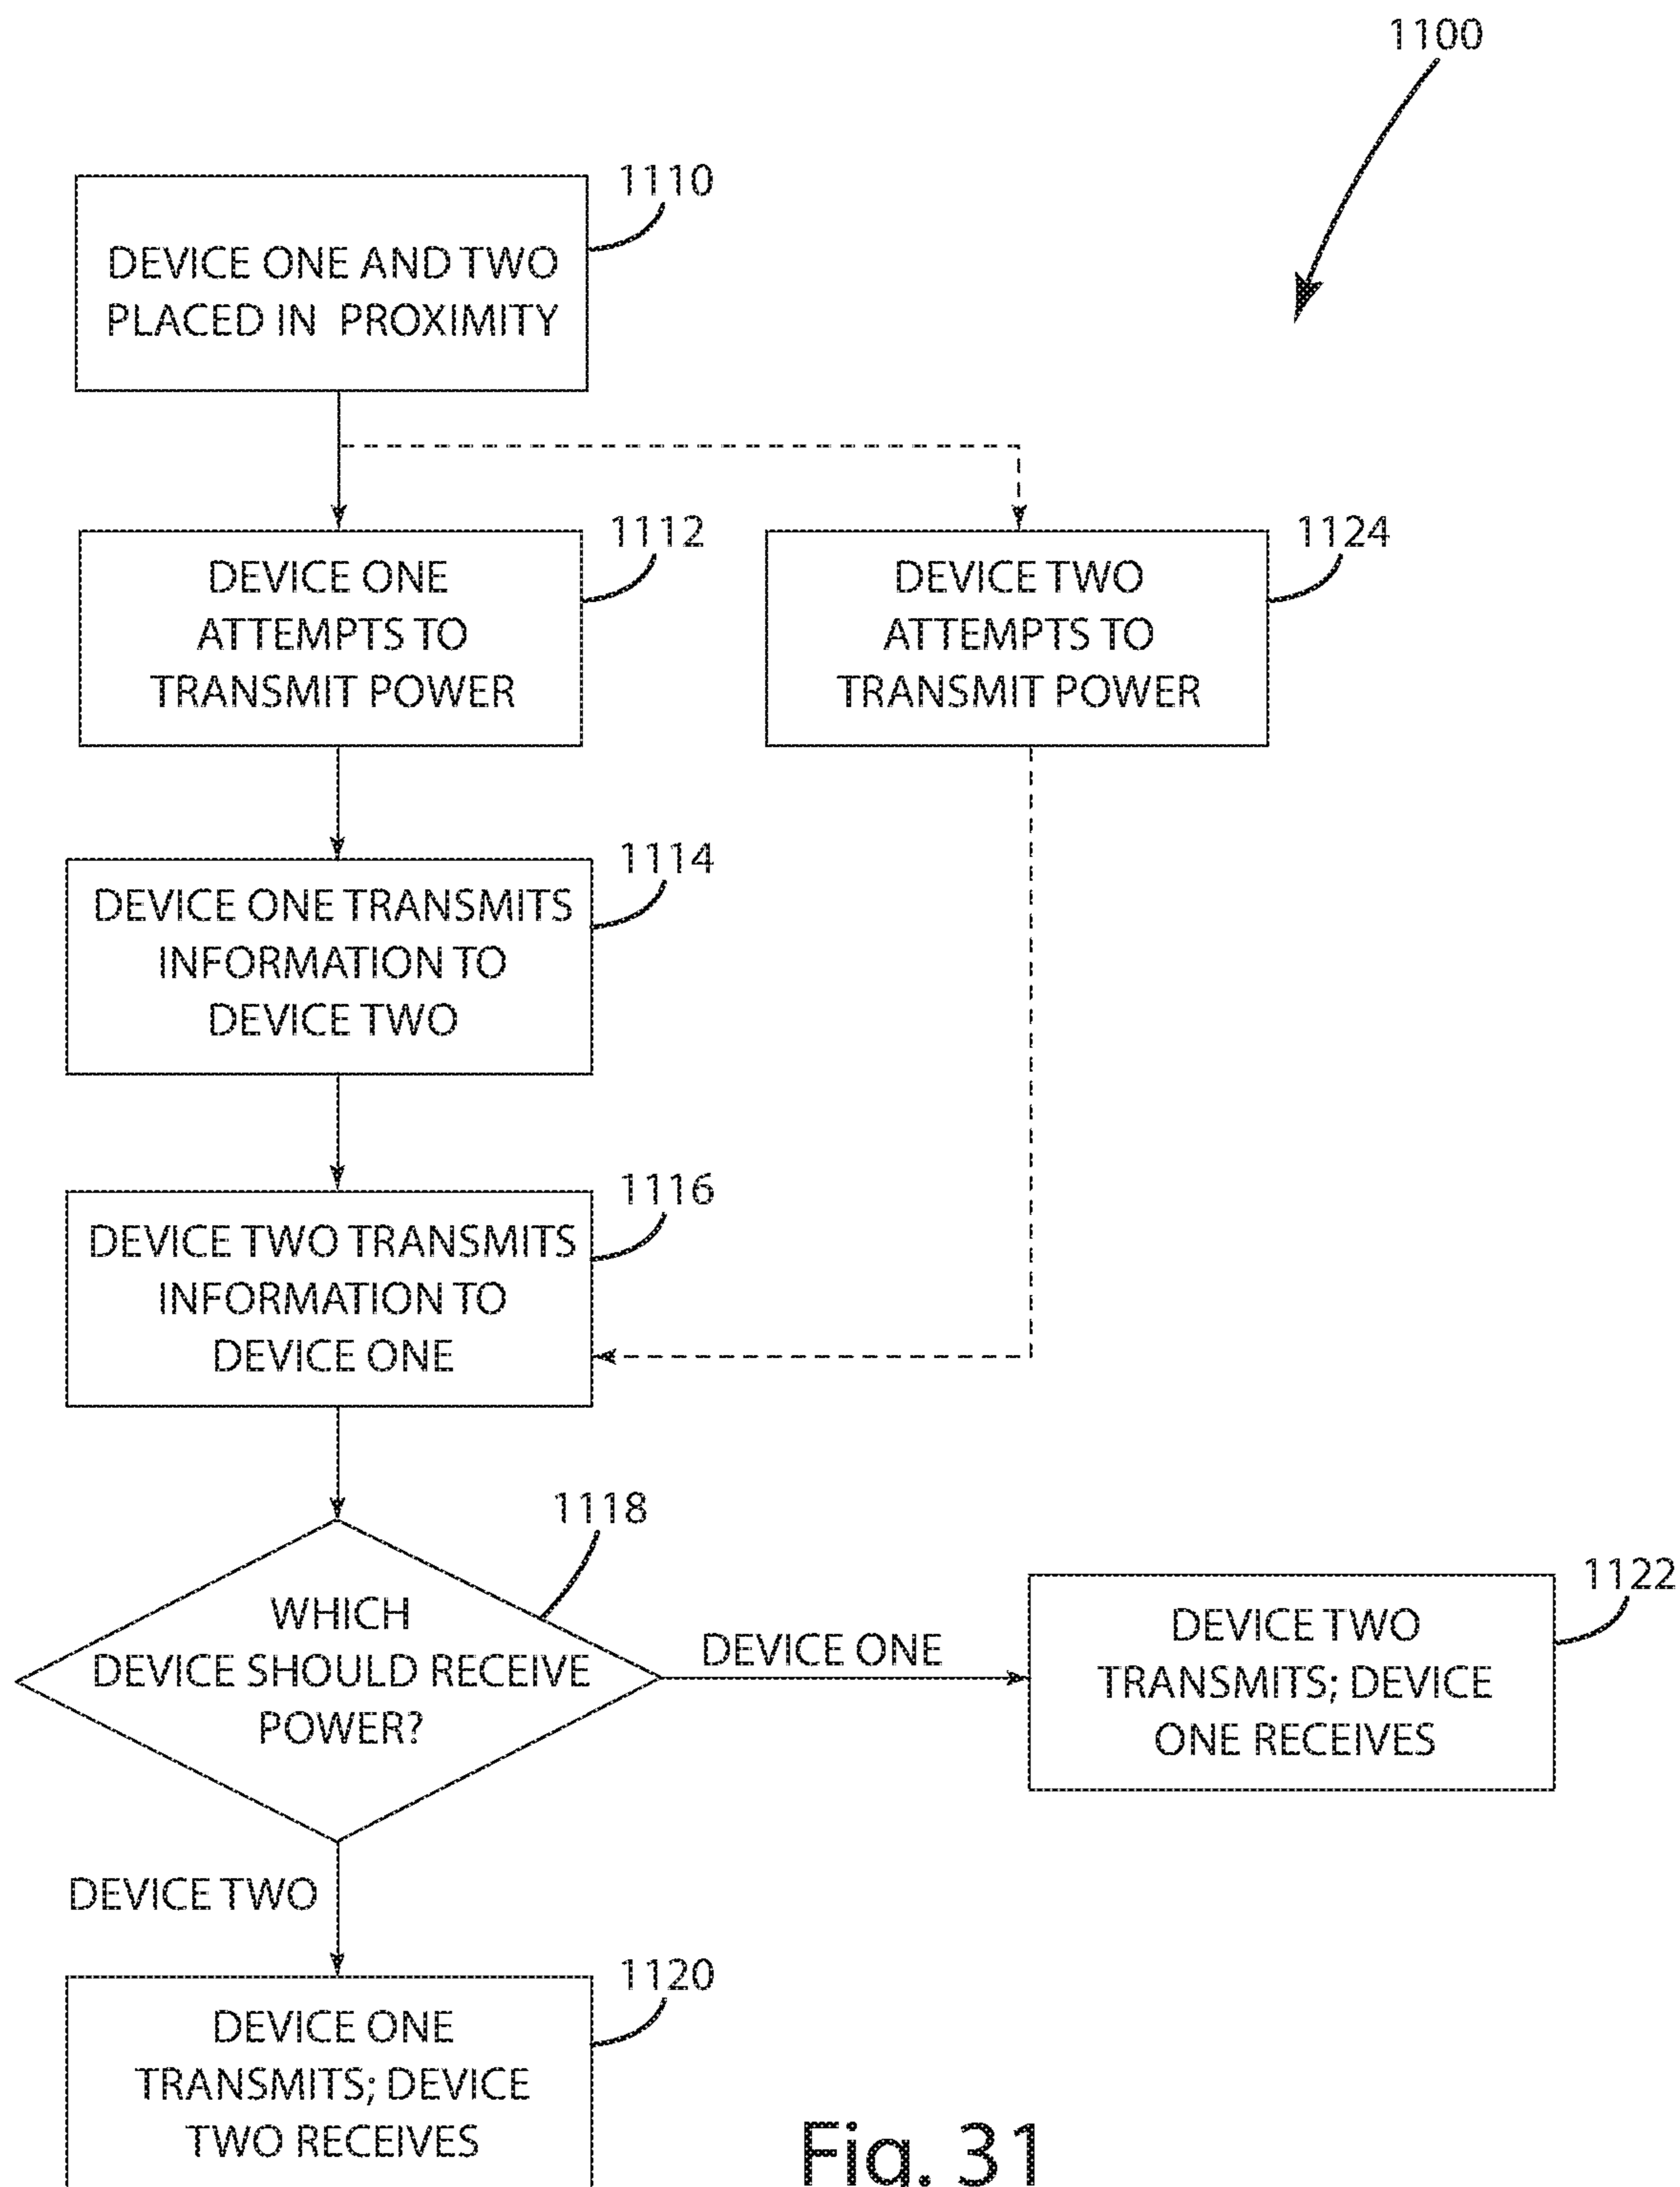 1100
1110
DEVICE ONE AND TWO
PLACED IN PROXIMITY
1112
DEVICE ONE
ATTEMPTS TO
TRANSMIT POWER
1124
DEVICE TWO
ATTEMPTS TO
TRANSMIT POWER
1114
DEVICE ONE TRANSMITS
INFORMATION TO
DEVICE TWO
1116
DEVICE TWO TRANSMITS
INFORMATION TO
DEVICE ONE
1118
WHICH
DEVICE SHOULD RECEIVE
POWER?
DEVICE ONE
1122
DEVICE TWO
TRANSMITS; DEVICE
ONE RECEIVES
DEVICE TWO
1120
DEVICE ONE
TRANSMITS; DEVICE
TWO RECEIVES
Fig. 31